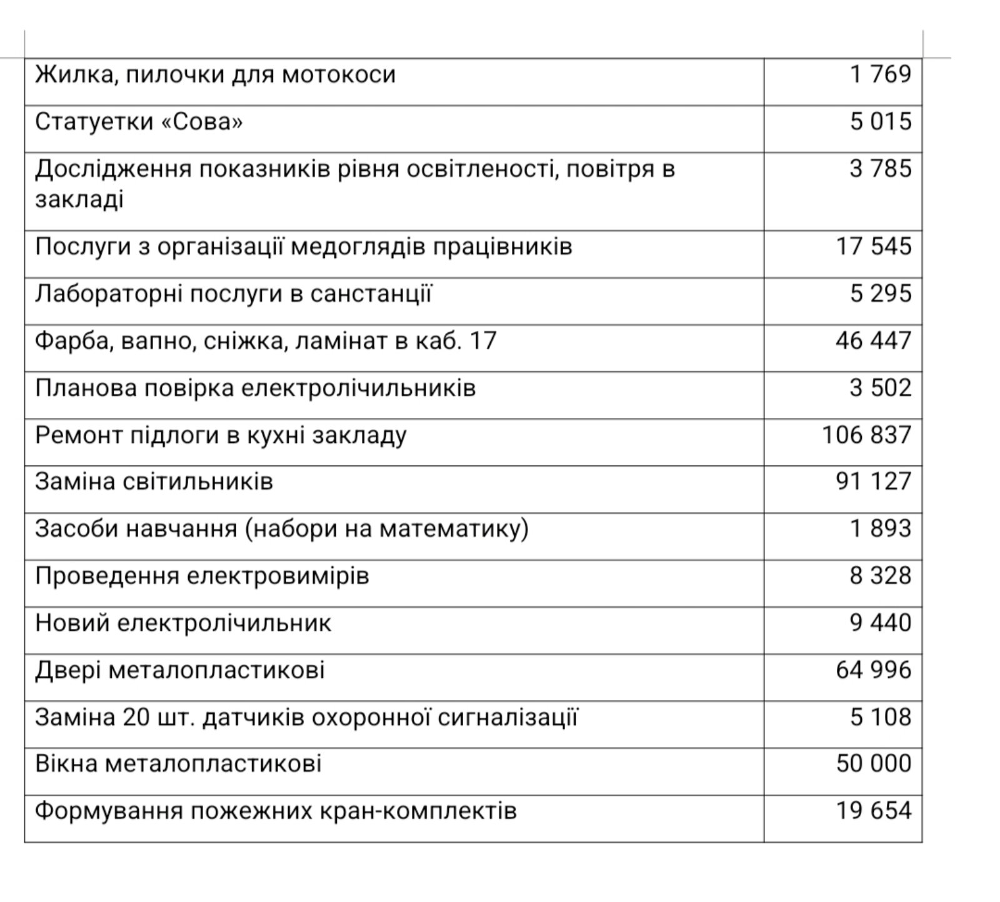 Жилка, пилочки для мотокоси 1 769
Статуетки «Сова» 5 015
Дослідження показників рівня освітленості, повітря в 3 785
закладі
Послуги з організації медоглядів працівників 17 545
Лабораторні послуги в санстанції 5 295
Фарба, вапно, сніжка, ламінат в каб. 17 46 447
Планова повірка електролічильників 3 502
Ремонт підлоги в кухні закладу 106 837
Заміна світильників 91 127
Засоби навчання (набори на математику) 1 893
Проведення електровимірів 8 328
Новий електролічильник 9 440
Двері металопластикові 64 996
Заміна 20 шт. датчиків охоронної сигналізації 5 108
Вікна металопластикові 50 000
Формування пожежних кран-комплектів 19 654